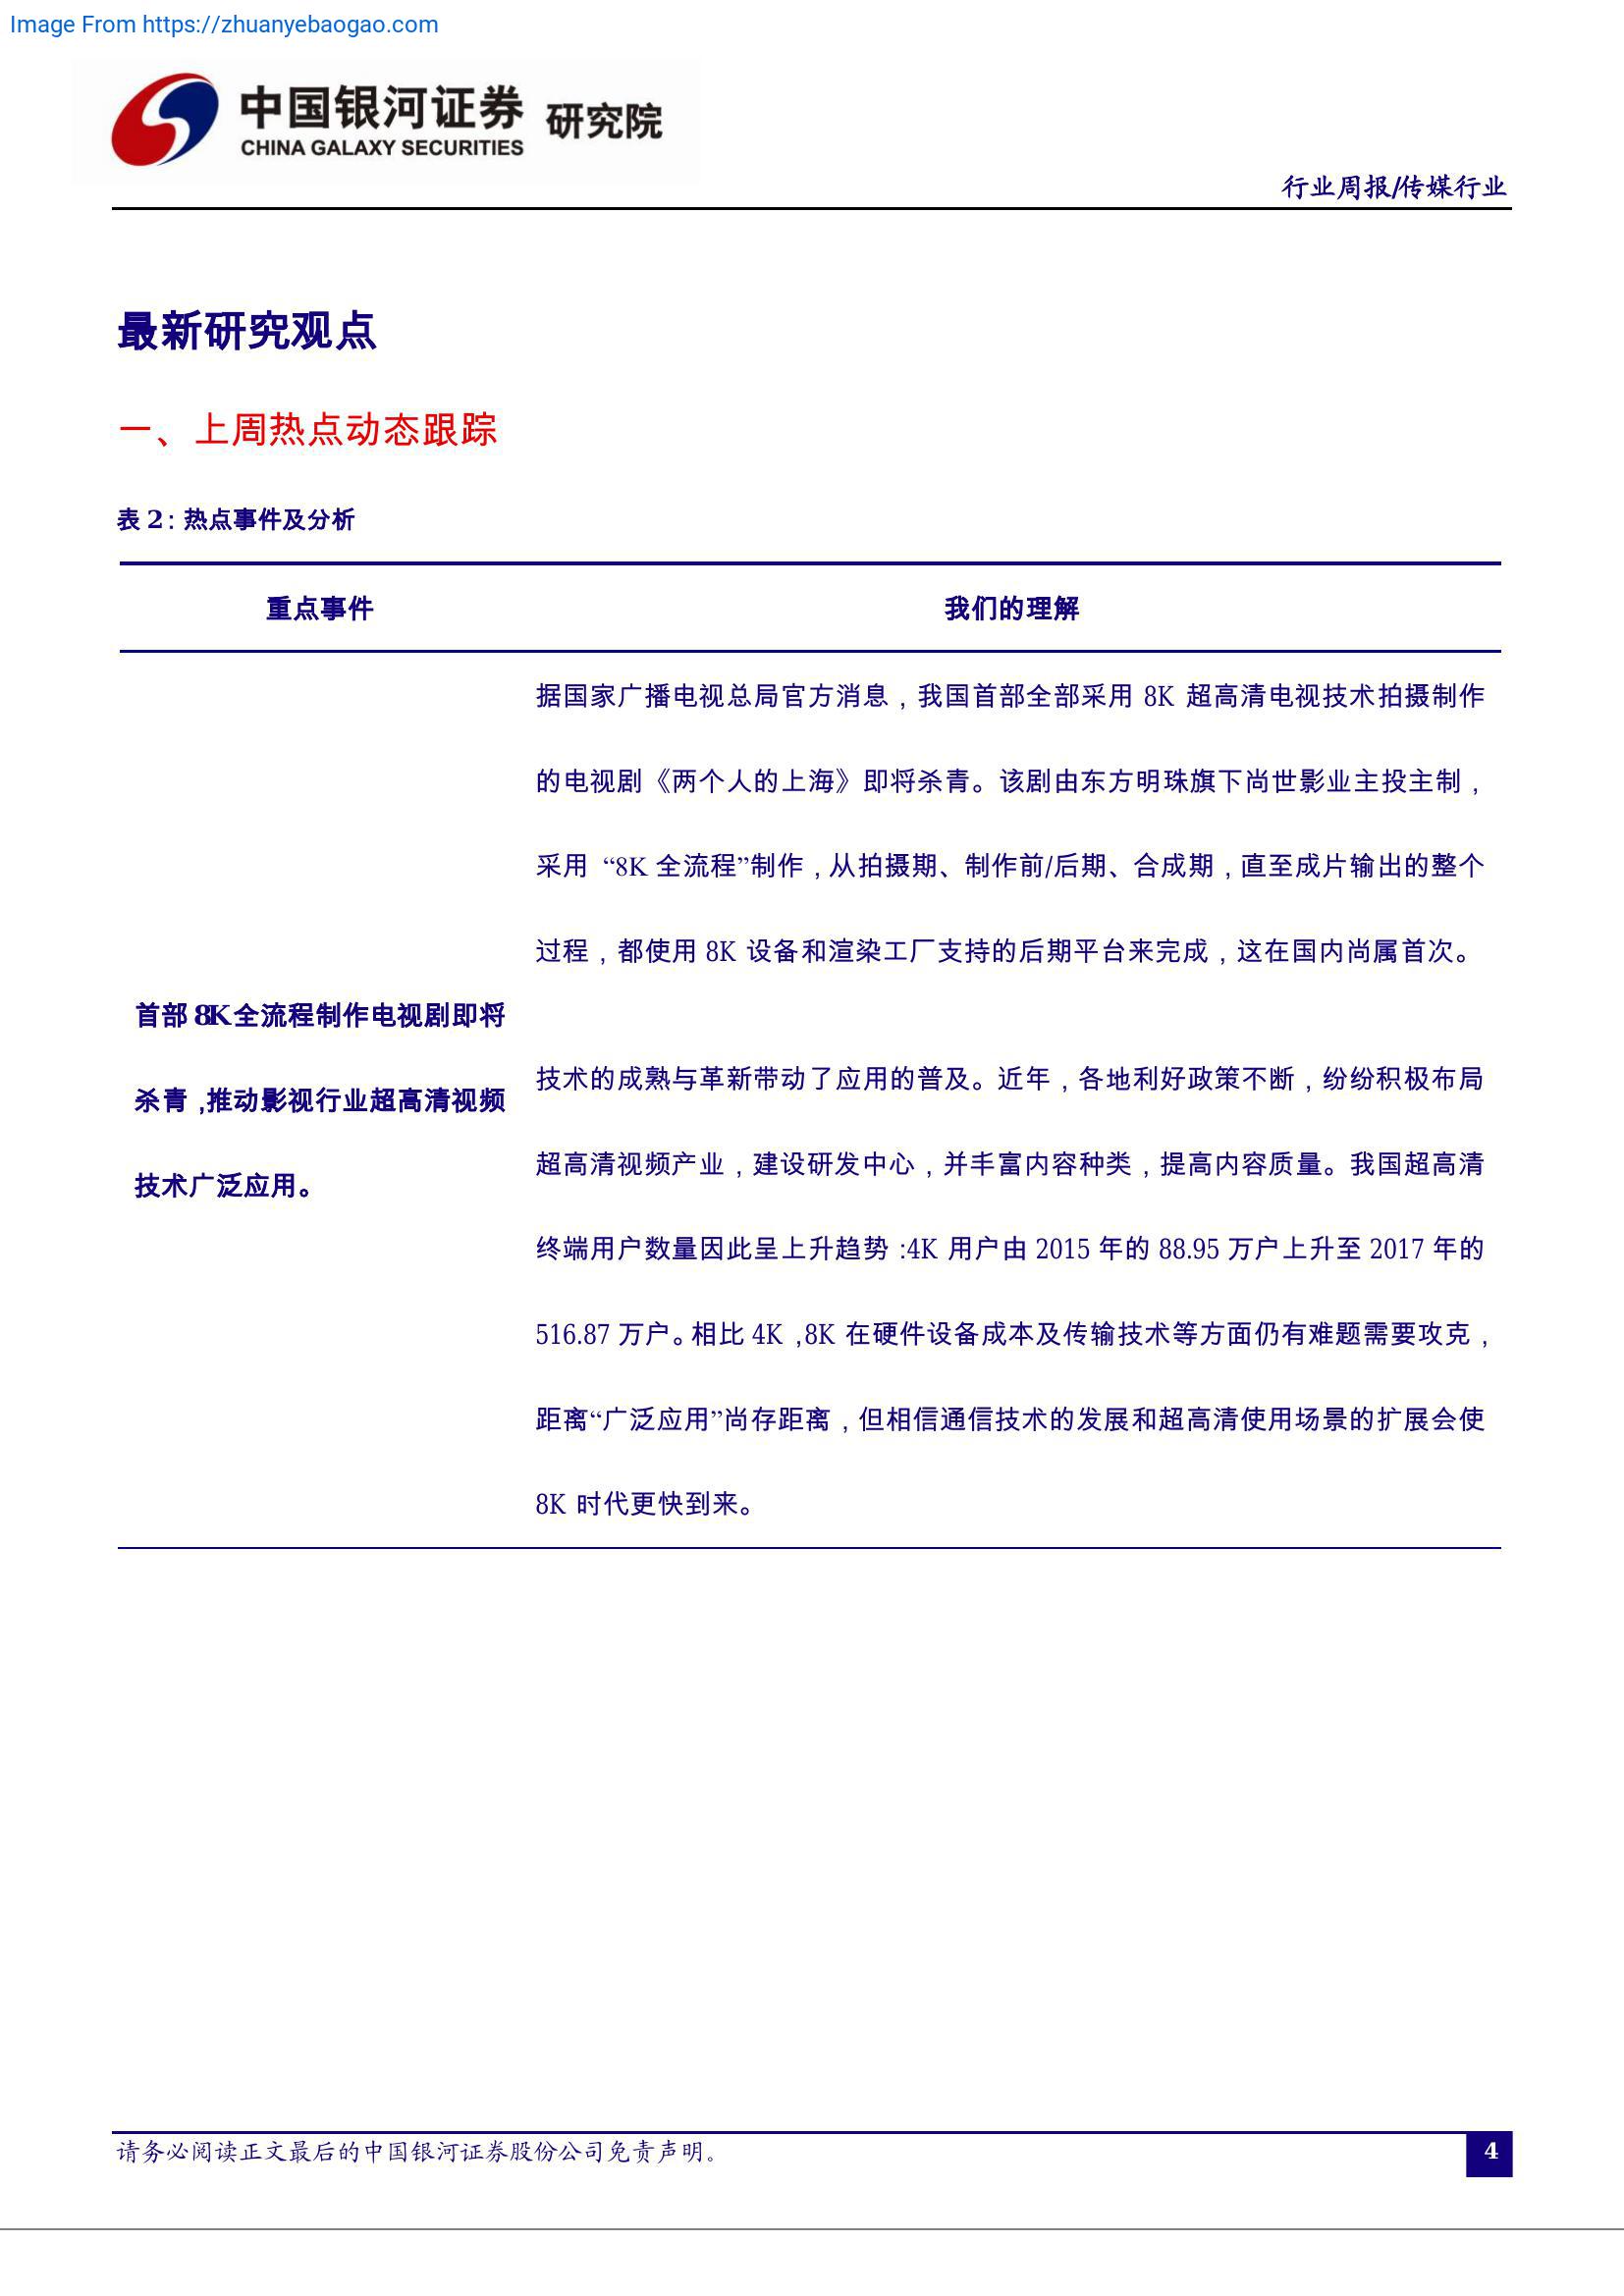 Image From https://zhuanyebaogao.com
中国银河证券 研究院
CHINA GALAXY SECURITIES
行业周报/传媒行业
最新研究观点
一、上周热点动态跟踪
表 2：热点事件及分析
重点事件 我们的理解
首部 8K 全流程制作电视剧即将
杀青，推动影视行业超高清视频
技术广泛应用。
据国家广播电视总局官方消息，我国首部全部采用 8K 超高清电视技术拍摄制作
的电视剧《两个人的上海》即将杀青。该剧由东方明珠旗下尚世影业主投主制，
采用 “8K 全流程”制作，从拍摄期、制作前/后期、合成期，直至成片输出的整个
过程，都使用 8K 设备和渲染工厂支持的后期平台来完成，这在国内尚属首次。
技术的成熟与革新带动了应用的普及。近年，各地利好政策不断，纷纷积极布局
超高清视频产业，建设研发中心，并丰富内容种类，提高内容质量。我国超高清
终端用户数量因此呈上升趋势：4K 用户由 2015 年的 88.95 万户上升至 2017 年的
516.87 万户。相比 4K，8K 在硬件设备成本及传输技术等方面仍有难题需要攻克，
距离“广泛应用”尚存距离，但相信通信技术的发展和超高清使用场景的扩展会使
8K 时代更快到来。
请务必阅读正文最后的中国银河证券股份公司免责声明。
4